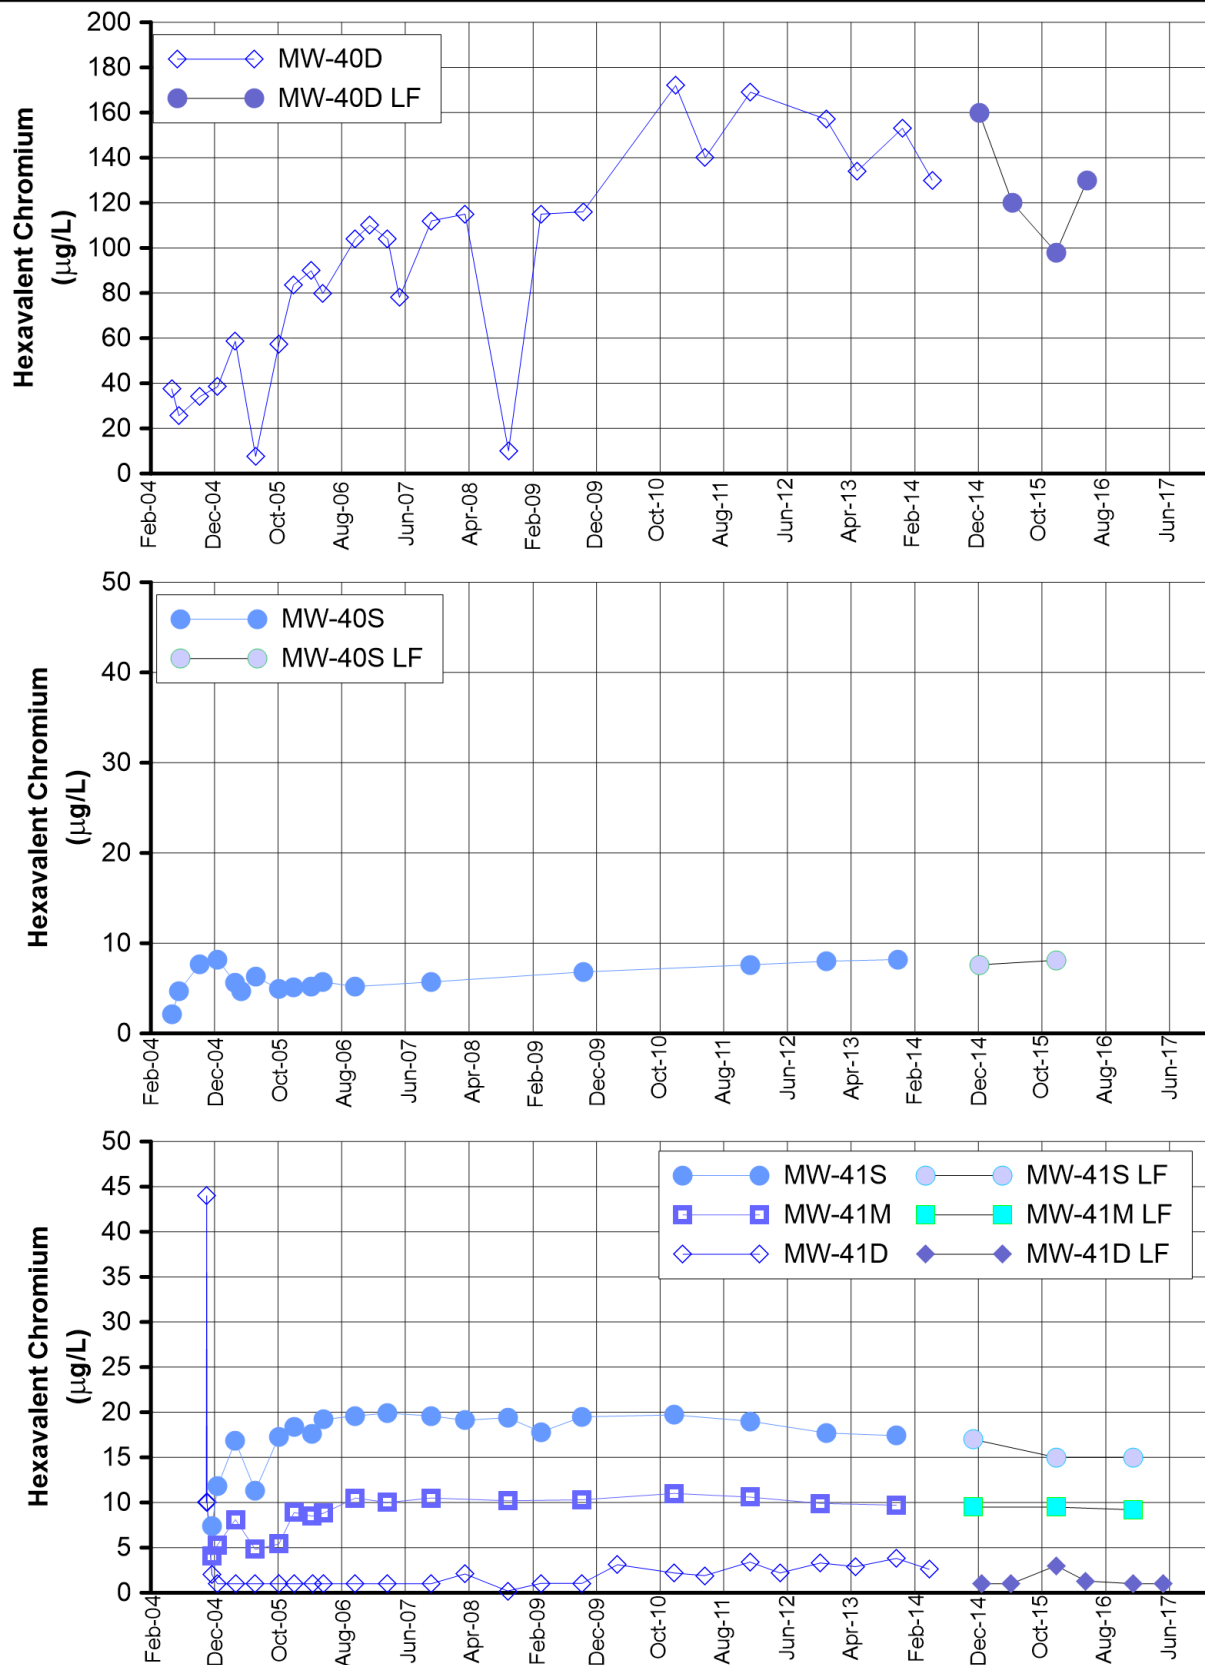 Hexavalent Chromium
(µg/L)
200
180
160
140
120
100
80
60
40
20
0
MW-40D
MW-40D LF
Feb-04
Dec-04
Oct-05
Aug-06
Jun-07
Apr-08
Feb-09
Dec-09
Oct-10
Aug-11
Jun-12
Apr-13
Feb-14
Dec-14
Oct-15
Aug-16
Jun-17
Hexavalent Chromium
(µg/L)
50
40
30
20
10
0
MW-40S
MW-40S LF
Feb-04
Dec-04
Oct-05
Aug-06
Jun-07
Apr-08
Feb-09
Dec-09
Oct-10
Aug-11
Jun-12
Apr-13
Feb-14
Dec-14
Oct-15
Aug-16
Jun-17
Hexavalent Chromium
(µg/L)
50
45
40
35
30
25
20
15
10
5
0
MW-41S
MW-41S LF
MW-41M
MW-41M LF
MW-41D
MW-41D LF
Feb-04
Dec-04
Oct-05
Aug-06
Jun-07
Apr-08
Feb-09
Dec-09
Oct-10
Aug-11
Jun-12
Apr-13
Feb-14
Dec-14
Oct-15
Aug-16
Jun-17